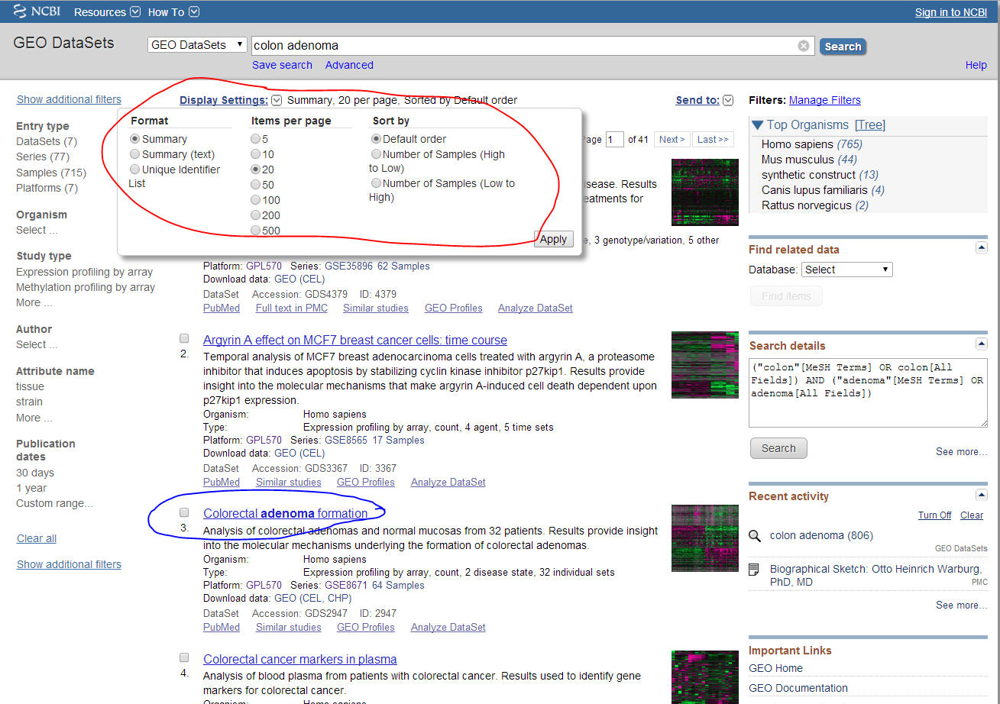 NCBI Resources How To Sign in to NCBI
GEO DataSets GEO DataSets colon adenoma Search
Save search Advanced Help
Show additional filters
Entry type
DataSets (7)
Series (77)
Samples (715)
Platforms (7)
Organism
Select ...
Study type
Expression profiling by array
Methylation profiling by array
More ...
Author
Select ...
Attribute name
tissue
strain
More ...
Publication
dates
30 days
1 year
Custom range...
Clear all
Show additional filters
Display Settings: Summary, 20 per page, Sorted by Default order Send to:
Format
Summary
Summary (text)
Unique Identifier
List
Items per page
5
10
20
50
100
200
500
Sort by
Default order
Number of Samples (High
to Low)
Number of Samples (Low to
High)
Apply
1 of 41 Next > Last >>
Results
for
, 3 genotype/variation, 5 other
Platform: GPL570 Series: GSE35896 62 Samples
Download data: GEO (CEL)
DataSet Accession: GDS4379 ID: 4379
PubMed Full text in PMC Similar studies GEO Profiles Analyze DataSet
Argyrin A effect on MCF7 breast cancer cells: time course
2. Temporal analysis of MCF7 breast adenocarcinoma cells treated with argyrin A, a proteasome
inhibitor that induces apoptosis by stabilizing cyclin kinase inhibitor p27kip1. Results provide
insight into the molecular mechanisms that make argyrin A-induced cell death dependent upon
p27kip1 expression.
Organism: Homo sapiens
Type: Expression profiling by array, count, 4 agent, 5 time sets
Platform: GPL570 Series: GSE8565 17 Samples
Download data: GEO (CEL)
DataSet Accession: GDS3367 ID: 3367
PubMed Similar studies GEO Profiles Analyze DataSet
Colorectal adenoma formation
3. Analysis of colorectal adenomas and normal mucosas from 32 patients. Results provide insight
into the molecular mechanisms underlying the formation of colorectal adenomas.
Organism: Homo sapiens
Type: Expression profiling by array, count, 2 disease state, 32 individual sets
Platform: GPL570 Series: GSE8671 64 Samples
Download data: GEO (CEL, CHP)
DataSet Accession: GDS2947 ID: 2947
PubMed Similar studies GEO Profiles Analyze DataSet
Colorectal cancer markers in plasma
4. Analysis of blood plasma from patients with colorectal cancer. Results used to identify gene
markers for colorectal cancer.
Organism: Homo sapiens
Filters: Manage Filters
Top Organisms [Tree]
Homo sapiens (765)
Mus musculus (44)
synthetic construct (13)
Canis lupus familiaris (4)
Rattus norvegicus (2)
Find related data
Database: Select
Find items
Search details
("colon"[MeSH Terms] OR colon[All
Fields]) AND ("adenoma"[MeSH Terms] OR
adenoma[All Fields])
Search
See more...
Recent activity
Turn Off Clear
colon adenoma (806)
GEO DataSets
Biographical Sketch: Otto Heinrich Warburg,
PhD, MD
PMC
See more...
Important Links
GEO Home
GEO Documentation